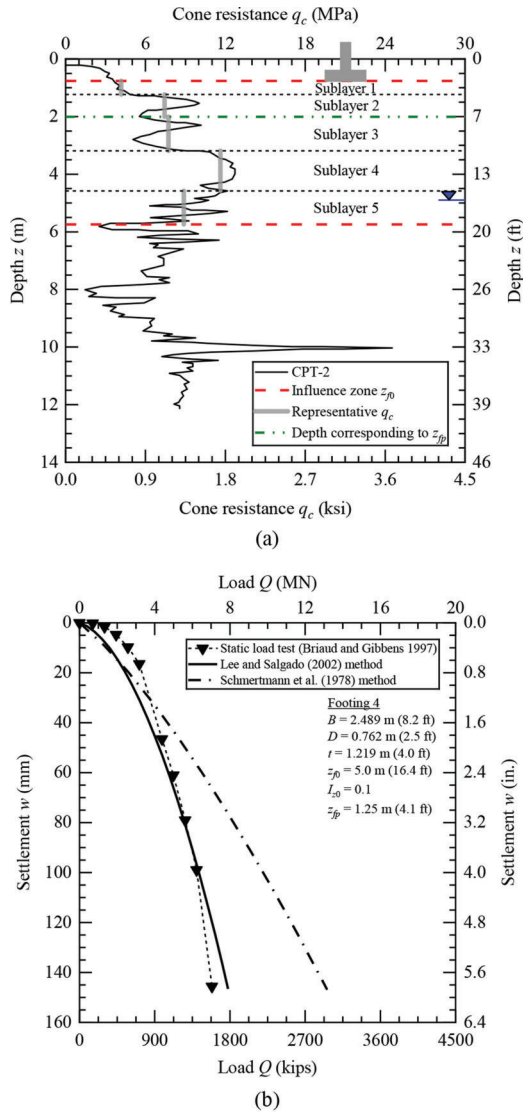 Cone resistance qc (MPa)
0 6 12 17 23 29
0 0
2 7
4 13
6 20
8 26
10 33
12 39
14 46
Depth z (m)
Depth z (ft)
Sublayer 1
Sublayer 2
Sublayer 3
Sublayer 4
Sublayer 5
CPT-2
Influence zone zf0
Representative qc
Depth corresponding to zfp
0.0 0.9 1.8 2.7 3.6 4.5
Cone resistance qc (ksi)
(a)
Load Q (MN)
0 4 8 12 16 20
0 0.0
20 0.8
40 1.6
60 2.4
80 3.2
100 4.0
120 4.8
140 5.6
160 6.4
Settlement w (mm)
Settlement w (in.)
Static load test (Briaud and Gibbens 1997)
Lee and Salgado (2002) method
Schmertmann et al. (1978) method
Footing 4
B = 2.489 m (8.2 ft)
D = 0.762 m (2.5 ft)
t = 1.219 m (4.0 ft)
zf0 = 5.0 m (16.4 ft)
Iz0 = 0.1
zfp = 1.25 m (4.1 ft)
0 900 1800 2700 3600 4500
Load Q (kips)
(b)